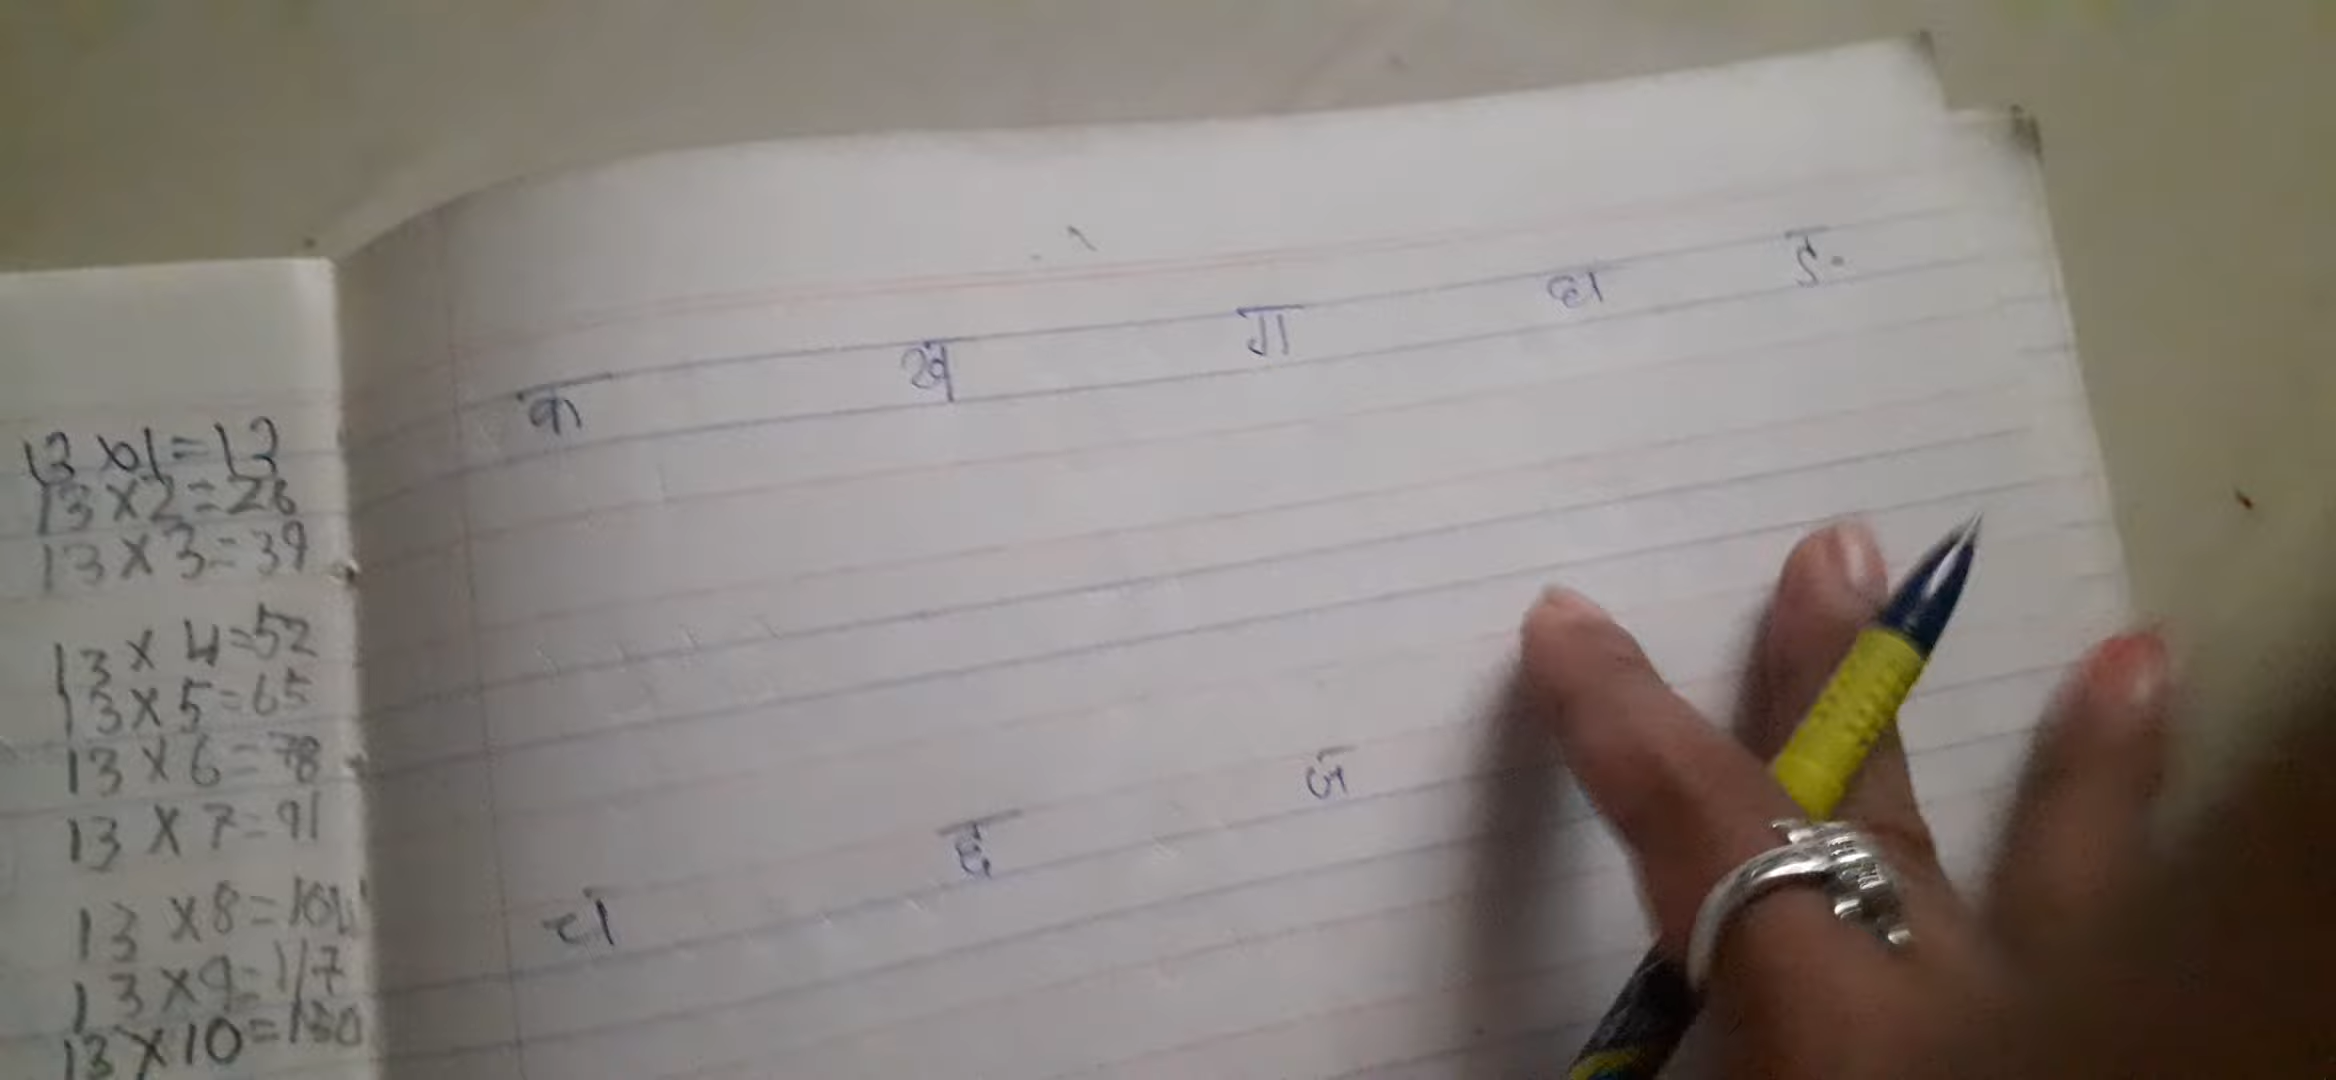 13 x 1 = 13
13 x 2 = 26
13 x 3 = 39
13 x 4 = 52
13 x 5 = 65
13 x 6 = 78
13 x 7 = 91
13 x 8 = 104
13 x 9 = 117
13 x 10 = 130
क ख ग घ ङ
च छ ज